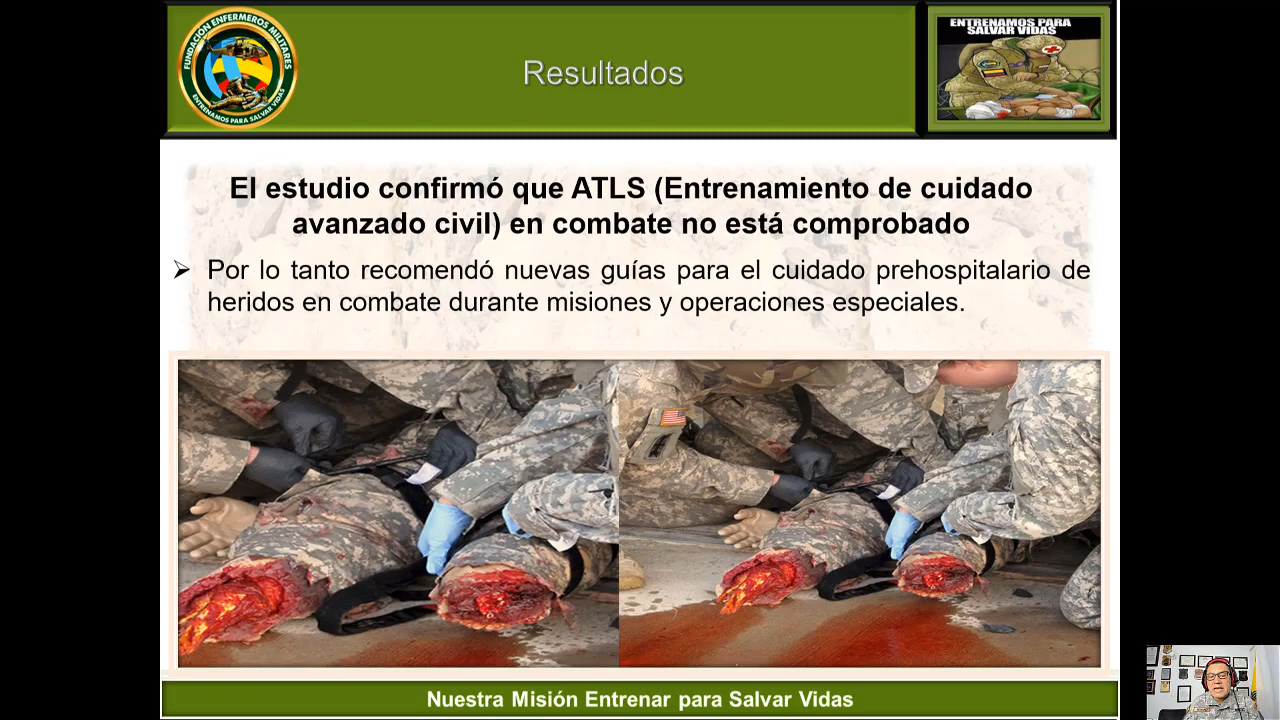 FUNDACIÓN ENFERMEROS MILITARES
ENTRENAMOS PARA SALVAR VIDAS
Resultados
ENTRENAMOS PARA
SALVAR VIDAS
El estudio confirmó que ATLS (Entrenamiento de cuidado
avanzado civil) en combate no está comprobado
Por lo tanto recomendó nuevas guías para el cuidado prehospitalario de
heridos en combate durante misiones y operaciones especiales.
Nuestra Misión Entrenar para Salvar Vidas